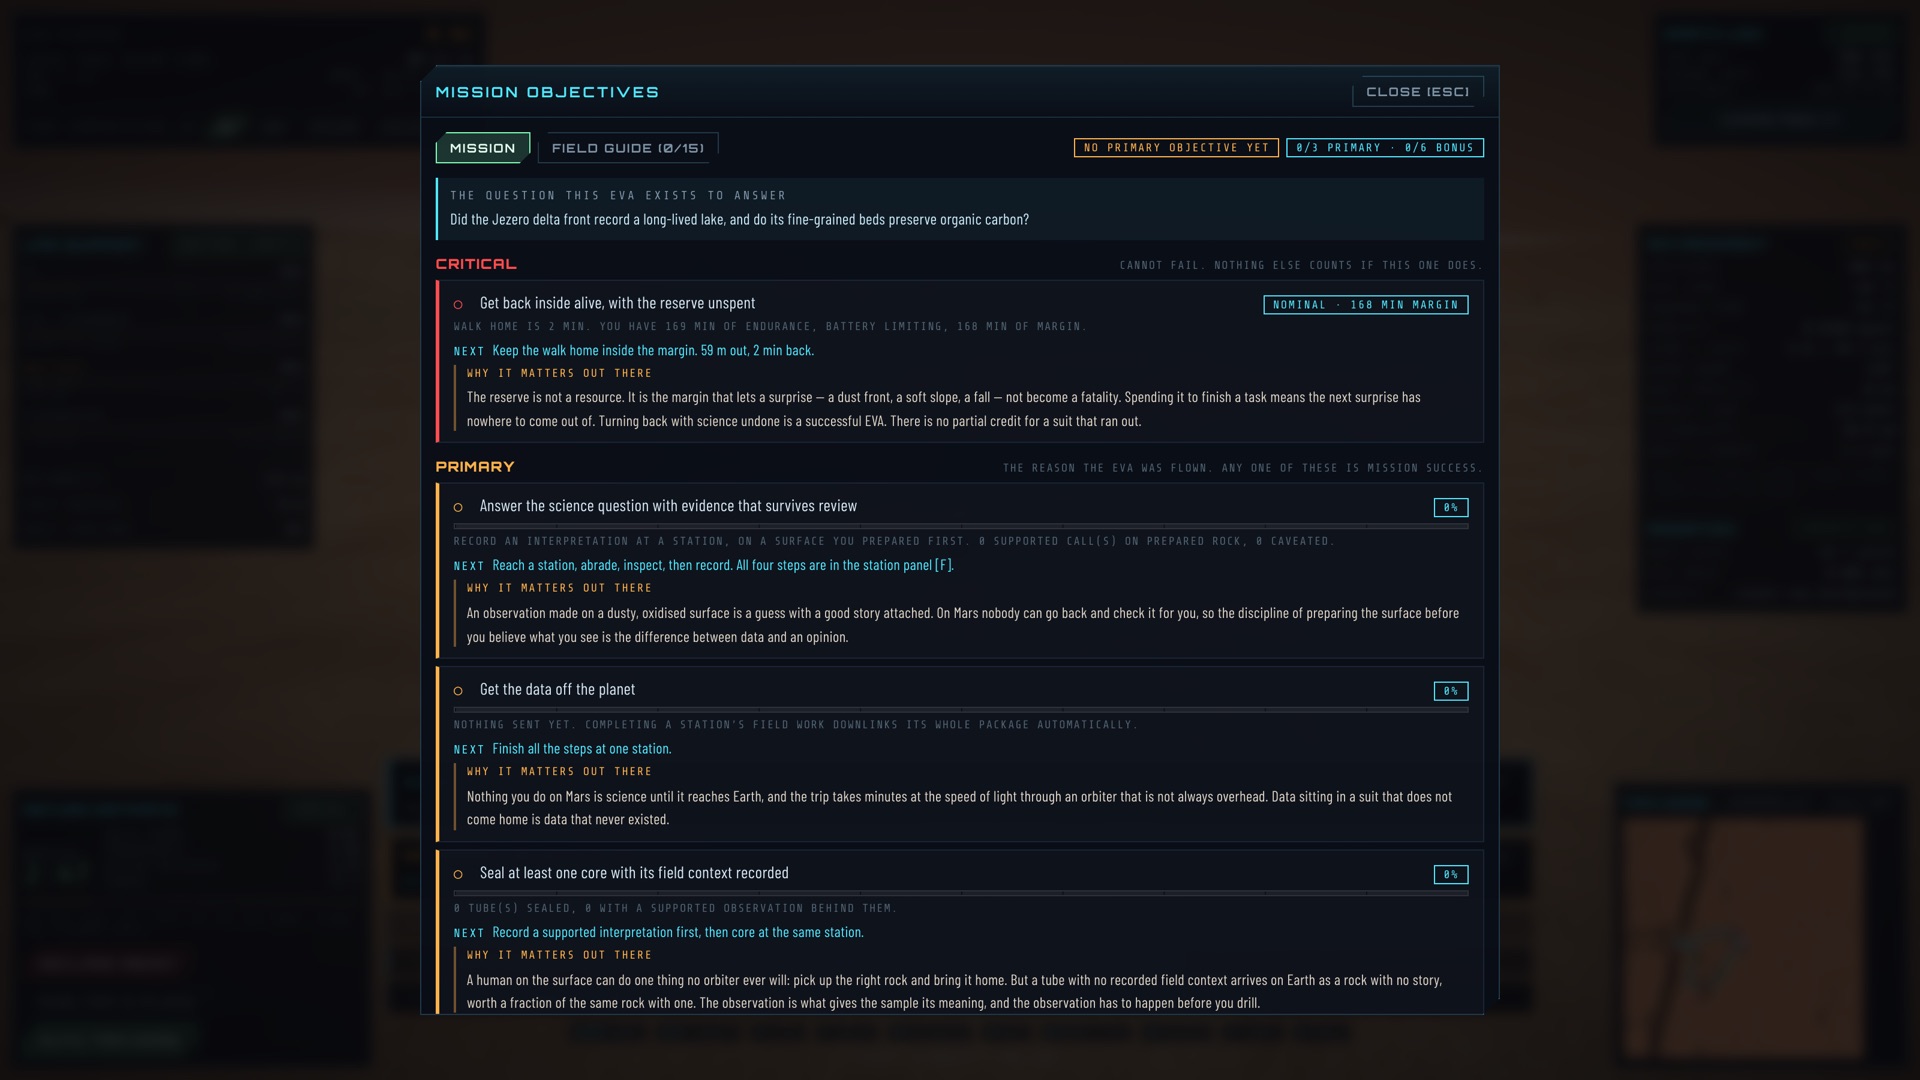 MISSION OBJECTIVES
CLOSE [ESC]
MISSION
FIELD GUIDE (0/15)
NO PRIMARY OBJECTIVE YET
0/3 PRIMARY · 0/6 BONUS
THE QUESTION THIS EVA EXISTS TO ANSWER
Did the Jezero delta front record a long-lived lake, and do its fine-grained beds preserve organic carbon?
CRITICAL
CANNOT FAIL. NOTHING ELSE COUNTS IF THIS ONE DOES.
Get back inside alive, with the reserve unspent
NOMINAL · 168 MIN MARGIN
WALK HOME IS 2 MIN. YOU HAVE 169 MIN OF ENDURANCE, BATTERY LIMITING, 168 MIN OF MARGIN.
NEXT Keep the walk home inside the margin. 59 m out, 2 min back.
WHY IT MATTERS OUT THERE
The reserve is not a resource. It is the margin that lets a surprise — a dust front, a soft slope, a fall — not become a fatality. Spending it to finish a task means the next surprise has
nowhere to come out of. Turning back with science undone is a successful EVA. There is no partial credit for a suit that ran out.
PRIMARY
THE REASON THE EVA WAS FLOWN. ANY ONE OF THESE IS MISSION SUCCESS.
Answer the science question with evidence that survives review
0%
RECORD AN INTERPRETATION AT A STATION, ON A SURFACE YOU PREPARED FIRST. 0 SUPPORTED CALL(S) ON PREPARED ROCK, 0 CAVEATED.
NEXT Reach a station, abrade, inspect, then record. All four steps are in the station panel [F].
WHY IT MATTERS OUT THERE
An observation made on a dusty, oxidised surface is a guess with a good story attached. On Mars nobody can go back and check it for you, so the discipline of preparing the surface before
you believe what you see is the difference between data and an opinion.
Get the data off the planet
0%
NOTHING SENT YET. COMPLETING A STATION'S FIELD WORK DOWNLINKS ITS WHOLE PACKAGE AUTOMATICALLY.
NEXT Finish all the steps at one station.
WHY IT MATTERS OUT THERE
Nothing you do on Mars is science until it reaches Earth, and the trip takes minutes at the speed of light through an orbiter that is not always overhead. Data sitting in a suit that does not
come home is data that never existed.
Seal at least one core with its field context recorded
0%
0 TUBE(S) SEALED, 0 WITH A SUPPORTED OBSERVATION BEHIND THEM.
NEXT Record a supported interpretation first, then core at the same station.
WHY IT MATTERS OUT THERE
A human on the surface can do one thing no orbiter ever will: pick up the right rock and bring it home. But a tube with no recorded field context arrives on Earth as a rock with no story,
worth a fraction of the same rock with one. The observation is what gives the sample its meaning, and the observation has to happen before you drill.